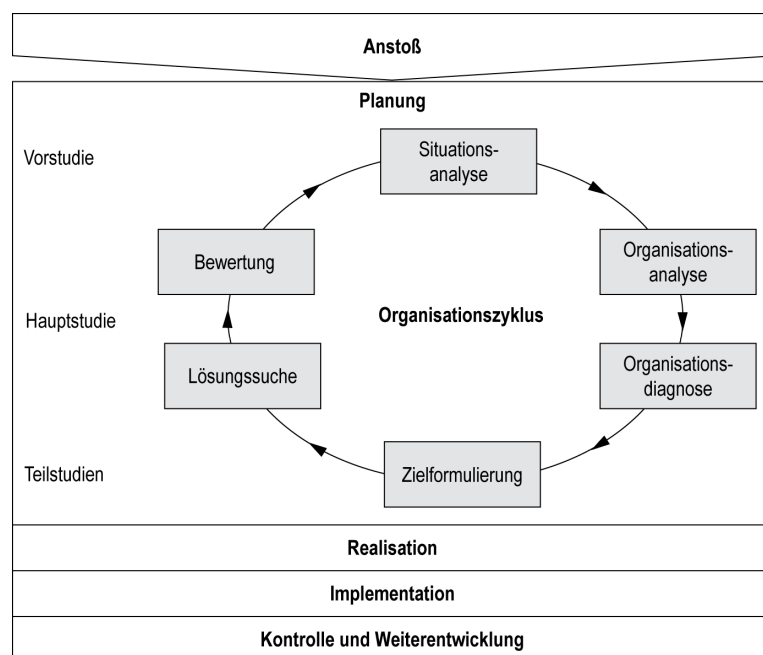 Anstoß
Planung
Vorstudie
Situations-
analyse
Bewertung
Organisations-
analyse
Hauptstudie
Organisationszyklus
Lösungssuche
Organisations-
diagnose
Teilstudien
Zielformulierung
Realisation
Implementation
Kontrolle und Weiterentwicklung